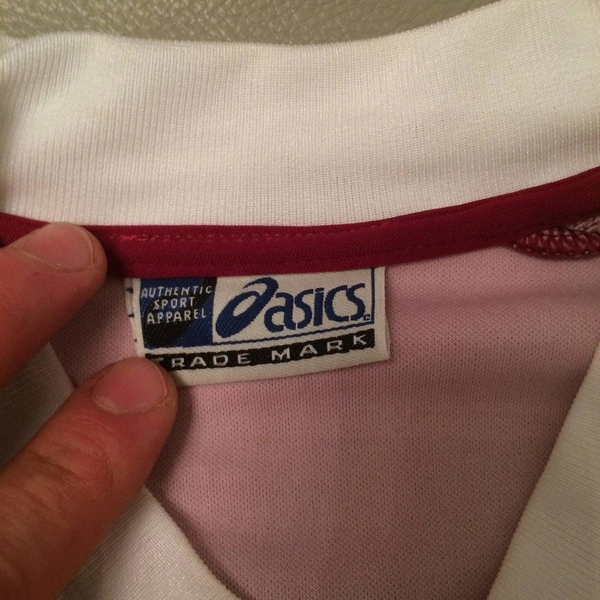 AUTHENTIC
SPORT
APPAREL
asics
TRADE MARK